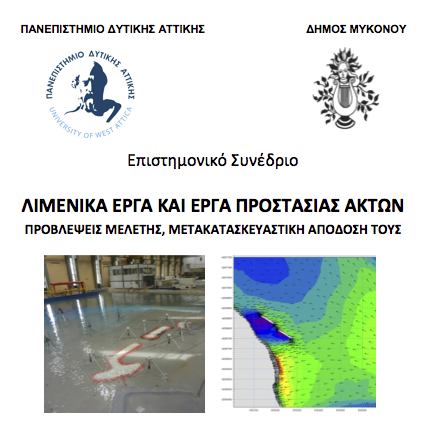 ΠΑΝΕΠΙΣΤΗΜΙΟ ΔΥΤΙΚΗΣ ΑΤΤΙΚΗΣ
ΔΗΜΟΣ ΜΥΚΟΝΟΥ
ΠΑΝΕΠΙΣΤΗΜΙΟ ΔΥΤΙΚΗΣ ΑΤΤΙΚΗΣ
UNIVERSITY OF WEST ATTICA
Επιστημονικό Συνέδριο
ΛΙΜΕΝΙΚΑ ΕΡΓΑ ΚΑΙ ΕΡΓΑ ΠΡΟΣΤΑΣΙΑΣ ΑΚΤΩΝ
ΠΡΟΒΛΕΨΕΙΣ ΜΕΛΕΤΗΣ, ΜΕΤΑΚΑΤΑΣΚΕΥΑΣΤΙΚΗ ΑΠΟΔΟΣΗ ΤΟΥΣ